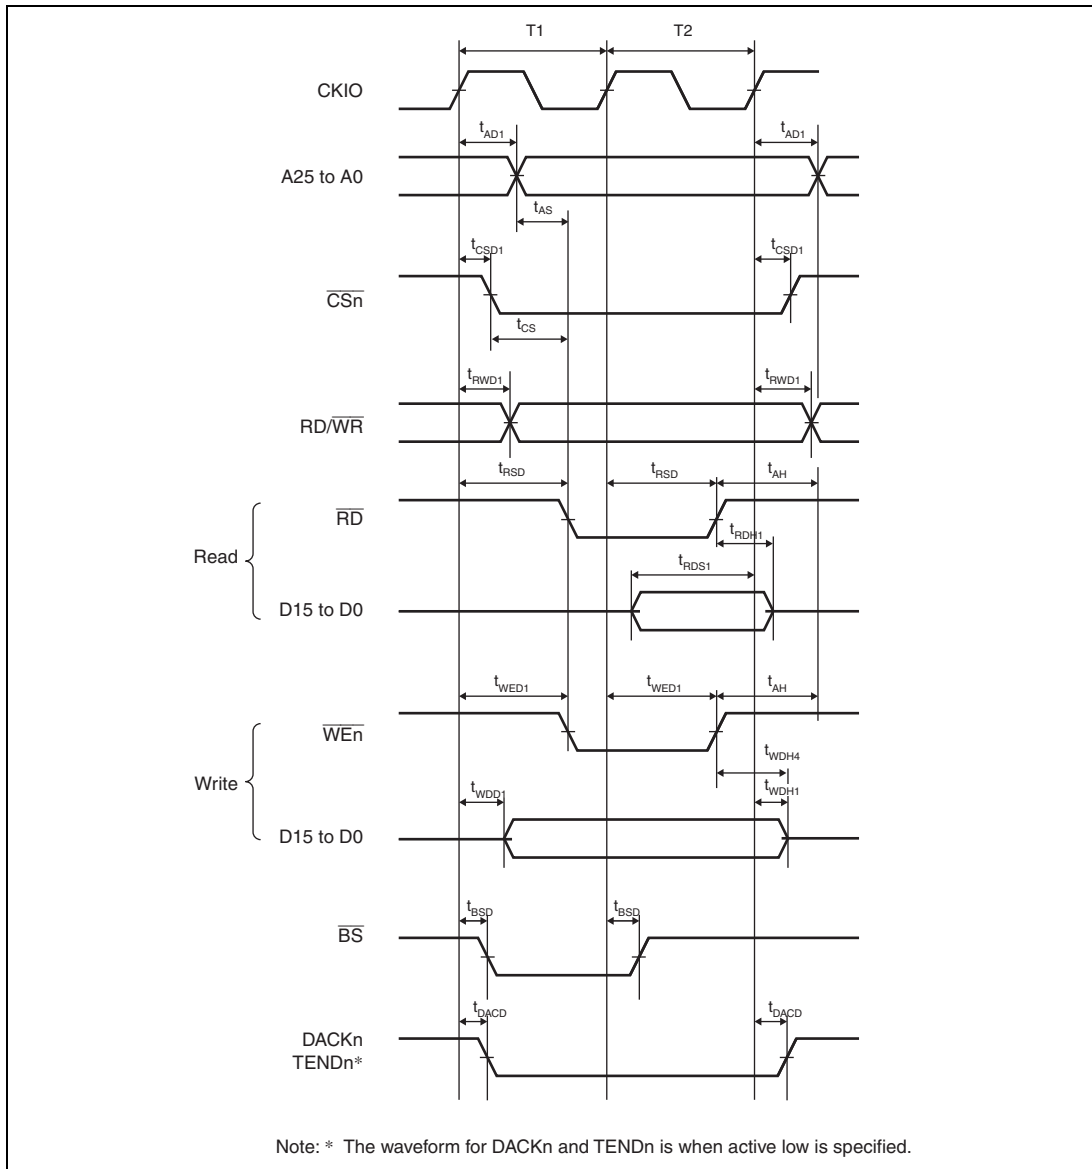 T1 T2
CKIO
tAD1 tAD1
A25 to A0
tAS
tCSD1 tCSD1
CSn
tCS
tRWD1 tRWD1
RD/WR
tRSD tRSD tAH
RD
tRDH1
Read
tRDS1
D15 to D0
tWED1 tWED1 tAH
WEn
tWDH4
Write
tWDD1 tWDH1
D15 to D0
tBSD tBSD
BS
tDACD tDACD
DACKn
TENDn*
Note: * The waveform for DACKn and TENDn is when active low is specified.